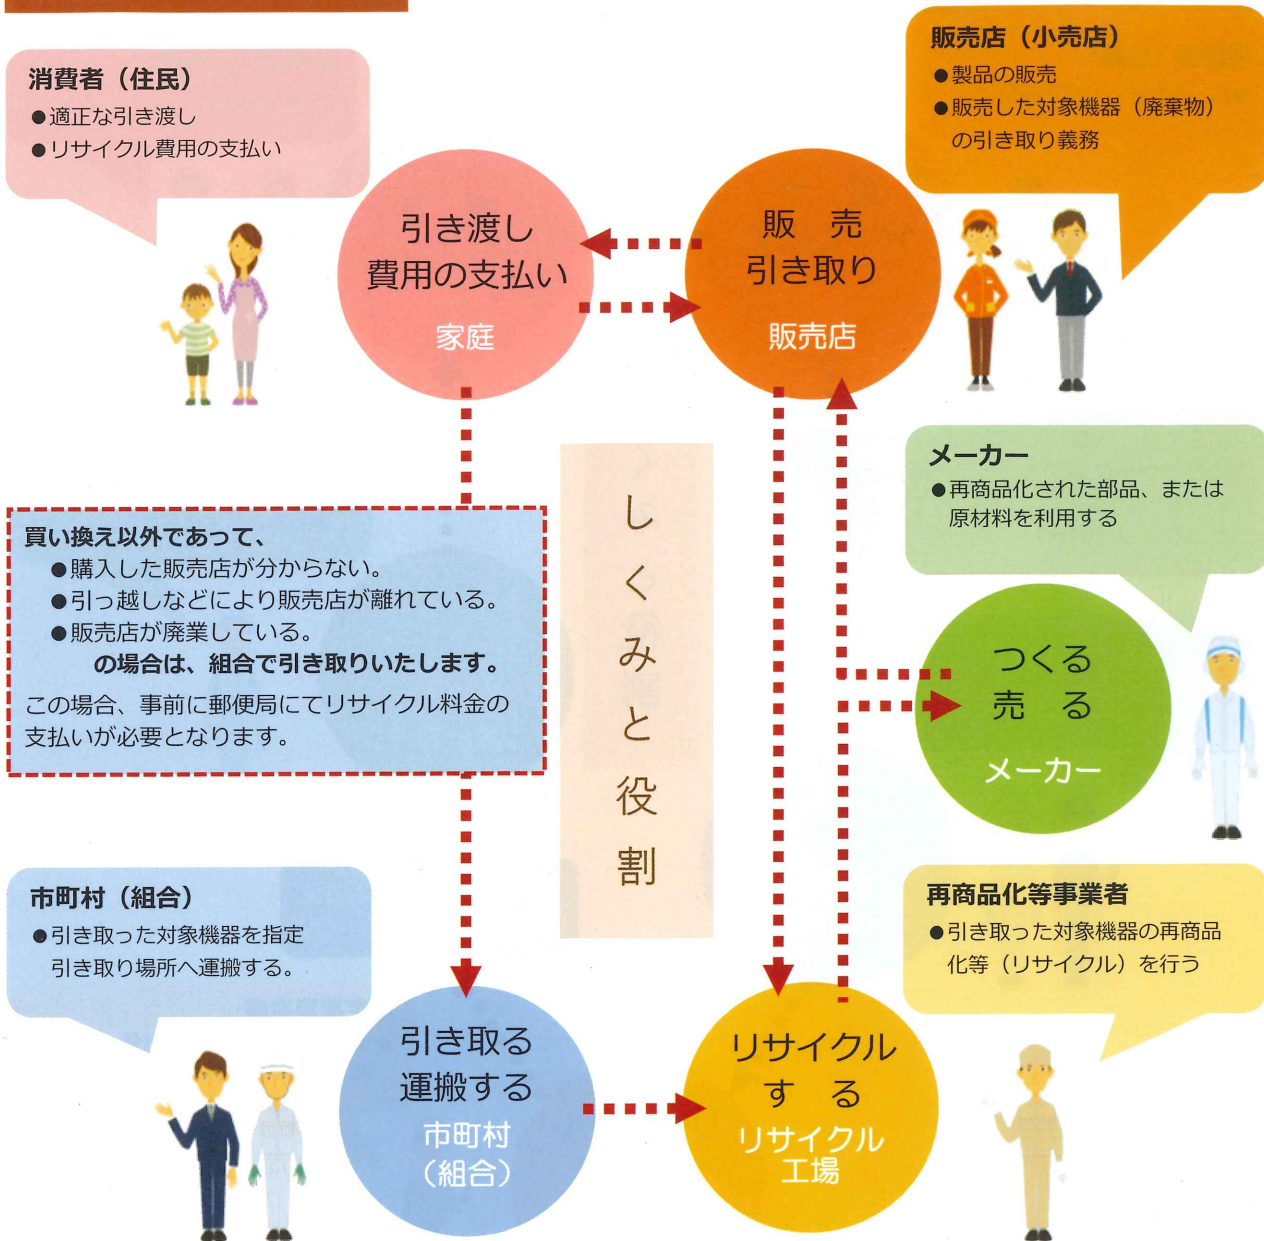 消費者（住民）
●適正な引き渡し
●リサイクル費用の支払い
販売店（小売店）
●製品の販売
●販売した対象機器（廃棄物）
の引き取り義務
引き渡し
費用の支払い
家庭
販　売
引き取り
販売店
買い換え以外であって、
●購入した販売店が分からない。
●引っ越しなどにより販売店が離れている。
●販売店が廃業している。
の場合は、組合で引き取りいたします。
この場合、事前に郵便局にてリサイクル料金の
支払いが必要となります。
しくみと役割
メーカー
●再商品化された部品、または
原材料を利用する
つくる
売　る
メーカー
市町村（組合）
●引き取った対象機器を指定
引き取り場所へ運搬する。
引き取る
運搬する
市町村
（組合）
再商品化等事業者
●引き取った対象機器の再商品
化等（リサイクル）を行う
リサイクル
す　る
リサイクル
工場